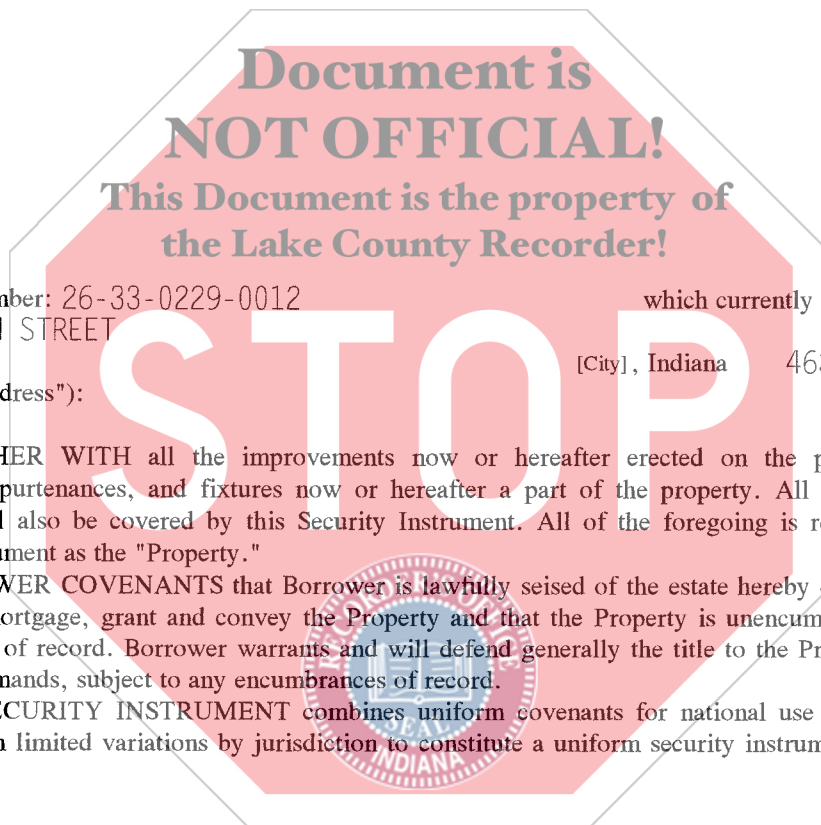 Document is
NOT OFFICIAL!
This Document is the property of
the Lake County Recorder!
mber: 26-33-0229-0012 which currently
STREET
[City], Indiana 46
dress"):
STOP
HER WITH all the improvements now or hereafter erected on the p
purtenances, and fixtures now or hereafter a part of the property. All
l also be covered by this Security Instrument. All of the foregoing is r
ument as the "Property."
WER COVENANTS that Borrower is lawfully seised of the estate hereby
ortgage, grant and convey the Property and that the Property is unencum
of record. Borrower warrants and will defend generally the title to the Pr
mands, subject to any encumbrances of record.
ECURITY INSTRUMENT combines uniform covenants for national use
limited variations by jurisdiction to constitute a uniform security instrum
SEAL
INDIANA